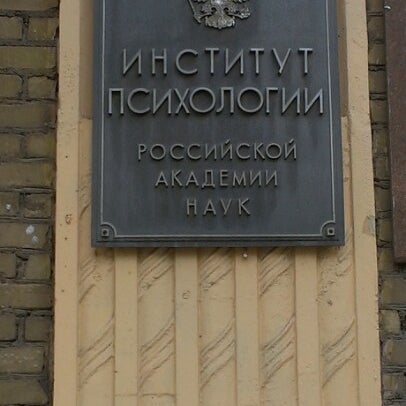 ИНСТИТУТ
ПСИХОЛОГИИ
РОССИЙСКОЙ
АКАДЕМИИ
НАУК